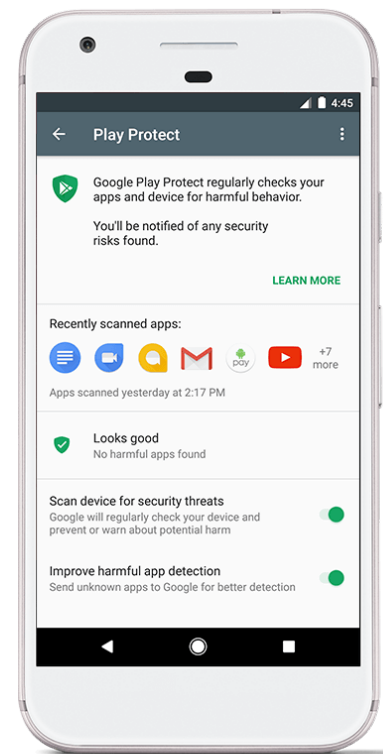 4:45
Play Protect
Google Play Protect regularly checks your
apps and device for harmful behavior.
You'll be notified of any security
risks found.
LEARN MORE
Recently scanned apps:
pay
+7
more
Apps scanned yesterday at 2:17 PM
Looks good
No harmful apps found
Scan device for security threats
Google will regularly check your device and
prevent or warn about potential harm
Improve harmful app detection
Send unknown apps to Google for better detection